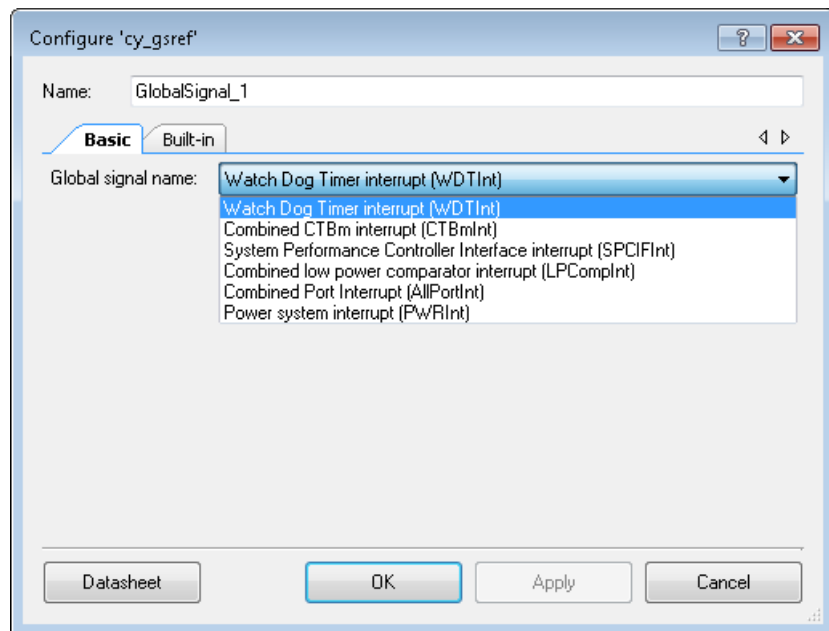 Configure 'cy_gsref'
Name: GlobalSignal_1
Basic Built-in
Global signal name: Watch Dog Timer interrupt (WDTInt)
Watch Dog Timer interrupt (WDTInt)
Combined CTBm interrupt (CTBmInt)
System Performance Controller Interface interrupt (SPCIFInt)
Combined low power comparator interrupt (LPCompInt)
Combined Port Interrupt (AllPortInt)
Power system interrupt (PWRInt)
Datasheet OK Apply Cancel